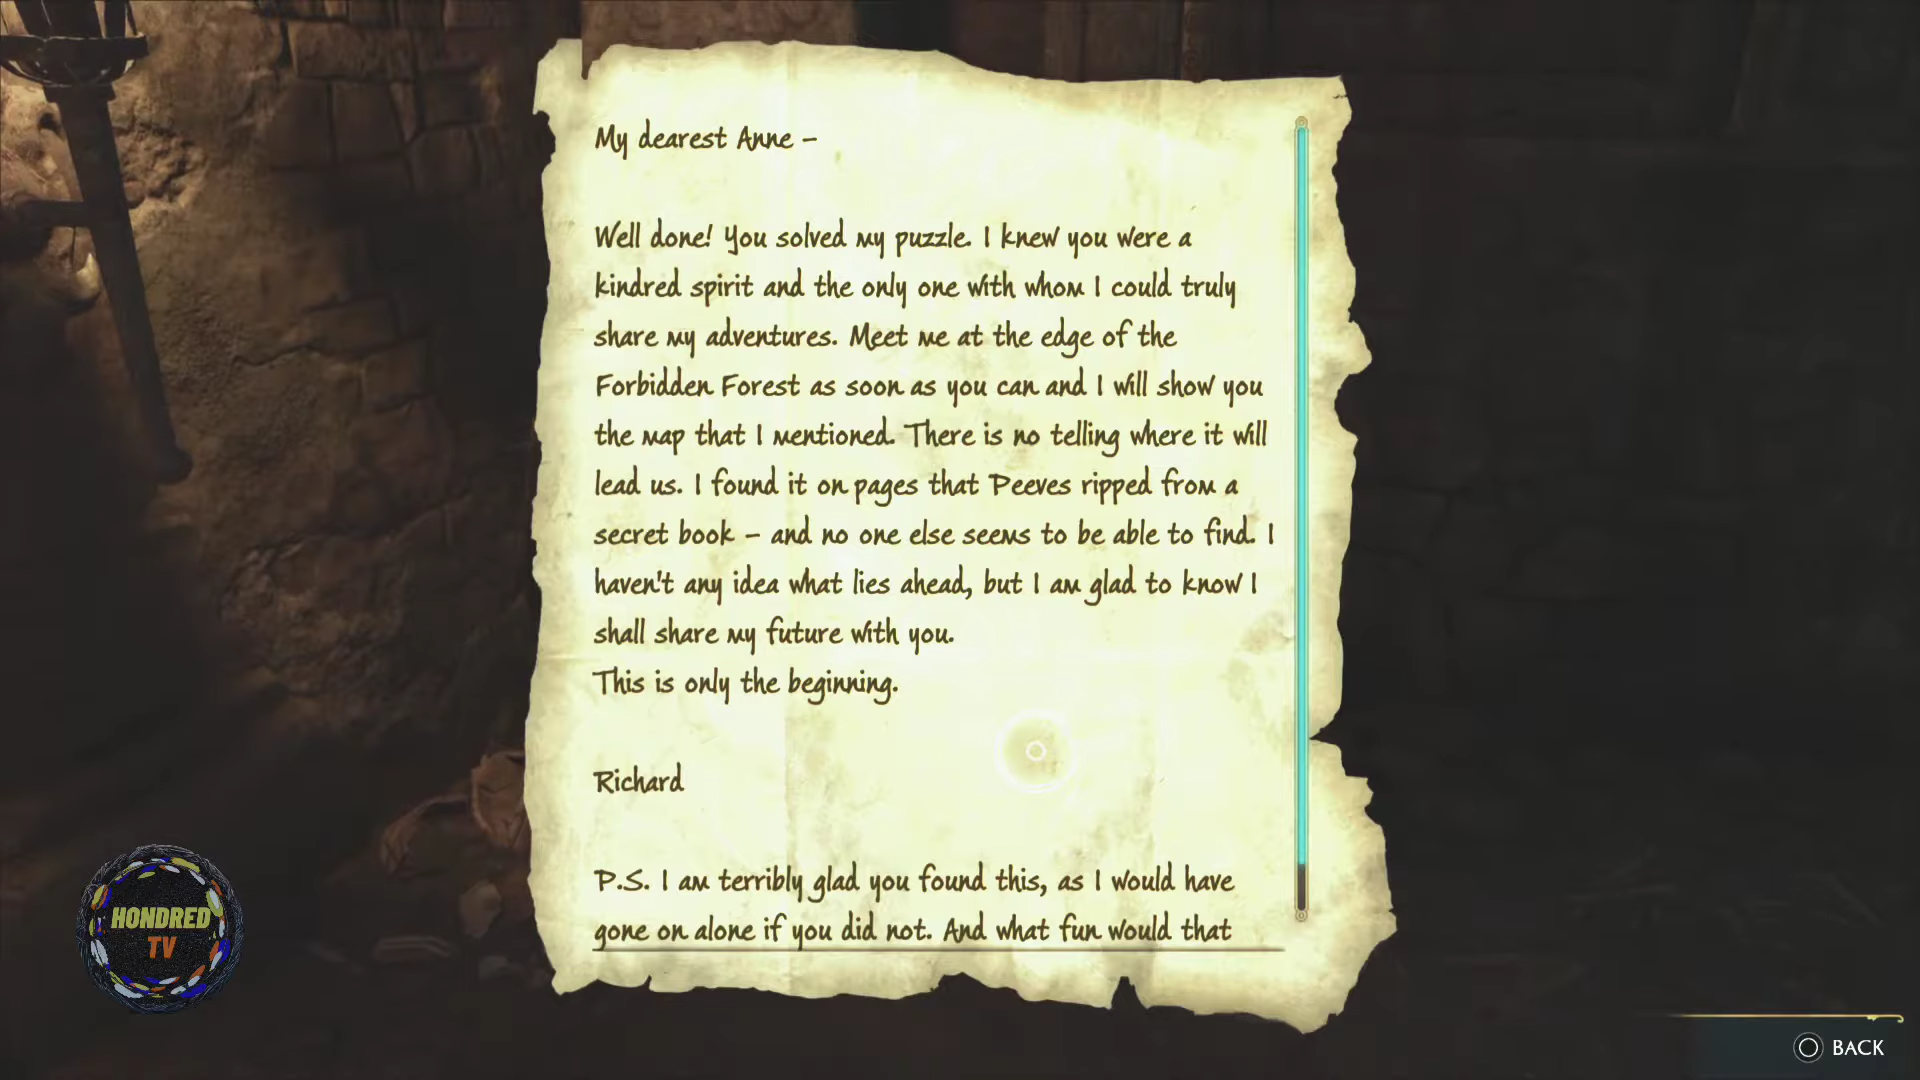 My dearest Anne –
Well done! You solved my puzzle. I knew you were a
kindred spirit and the only one with whom I could truly
share my adventures. Meet me at the edge of the
Forbidden Forest as soon as you can and I will show you
the map that I mentioned. There is no telling where it will
lead us. I found it on pages that Peeves ripped from a
secret book – and no one else seems to be able to find. I
haven't any idea what lies ahead, but I am glad to know I
shall share my future with you.
This is only the beginning.
Richard
P.S. I am terribly glad you found this, as I would have
gone on alone if you did not. And what fun would that
HONDRED
TV
BACK